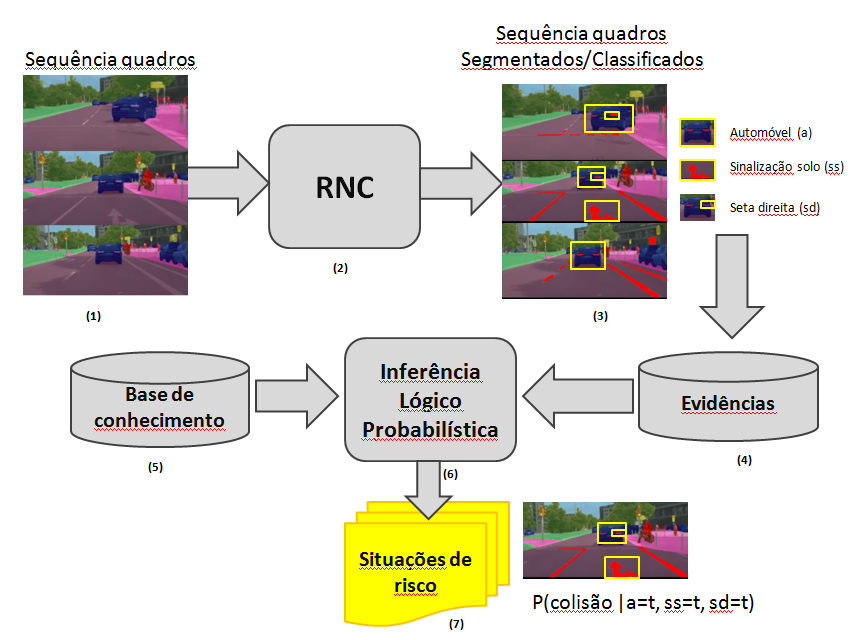 Sequência quadros
Sequência quadros
Segmentados/Classificados
RNC
Automóvel (a)
Sinalização solo (ss)
Seta direita (sd)
(1)
(2)
(3)
Base de
conhecimento
(5)
Inferência
Lógico
Probabilística
(6)
Evidências
(4)
Situações de
risco
(7)
P(colisão |a=t, ss=t, sd=t)